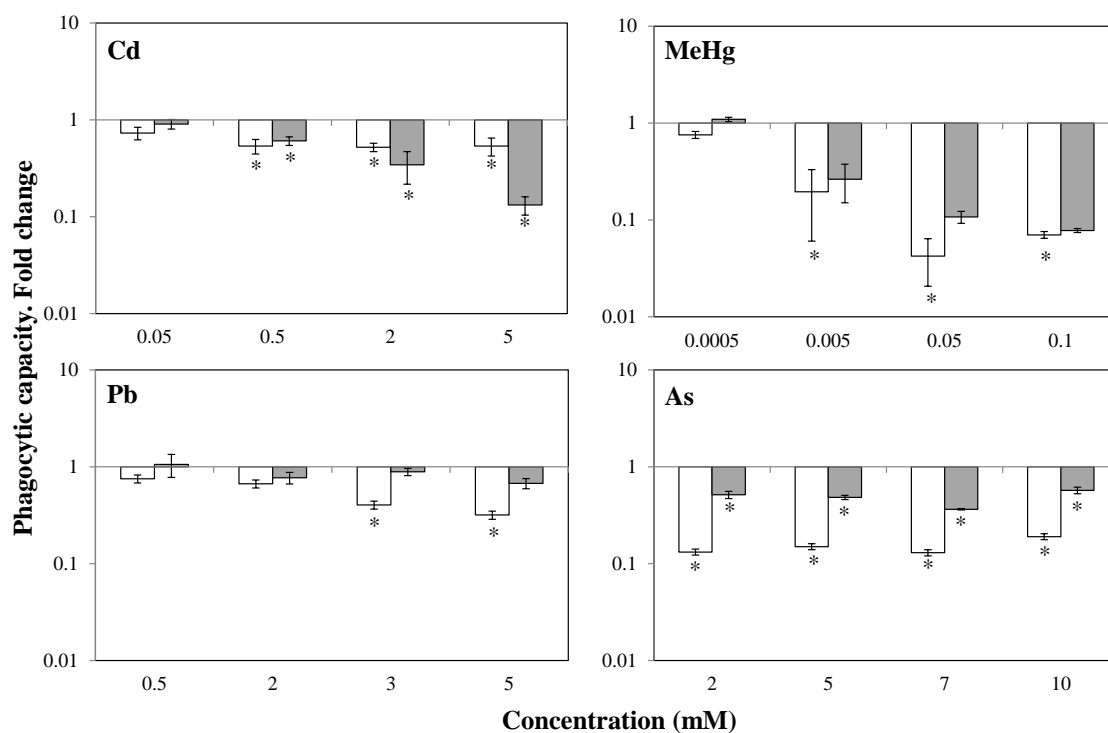 Phagocytic capacity. Fold change
Cd
10
1
0.1
0.01
* * * * * *
0.05 0.5 2 5
MeHg
10
1
0.1
0.01
* * *
0.0005 0.005 0.05 0.1
Pb
10
1
0.1
0.01
* *
0.5 2 3 5
As
10
1
0.1
0.01
* * * * * * * *
2 5 7 10
Concentration (mM)